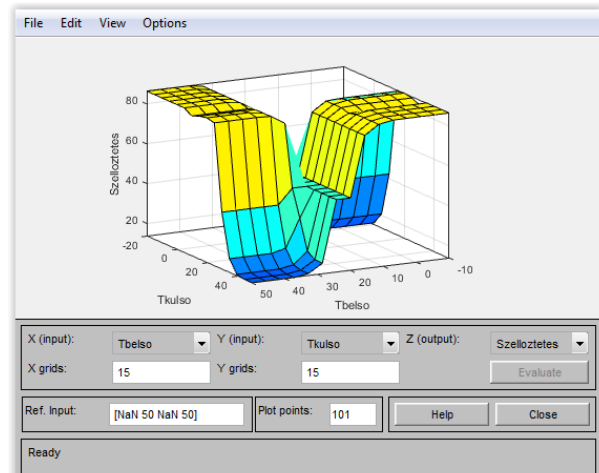 File Edit View Options
80
60
40
20
Szelloztetes
-20
0
20
40
Tkulso
50
40
30
20
10
0
-10
Tbelso
X (input): Tbelso Y (input): Tkulso Z (output): Szelloztetes
X grids: 15 Y grids: 15 Evaluate
Ref. Input: [NaN 50 NaN 50] Plot points: 101 Help Close
Ready